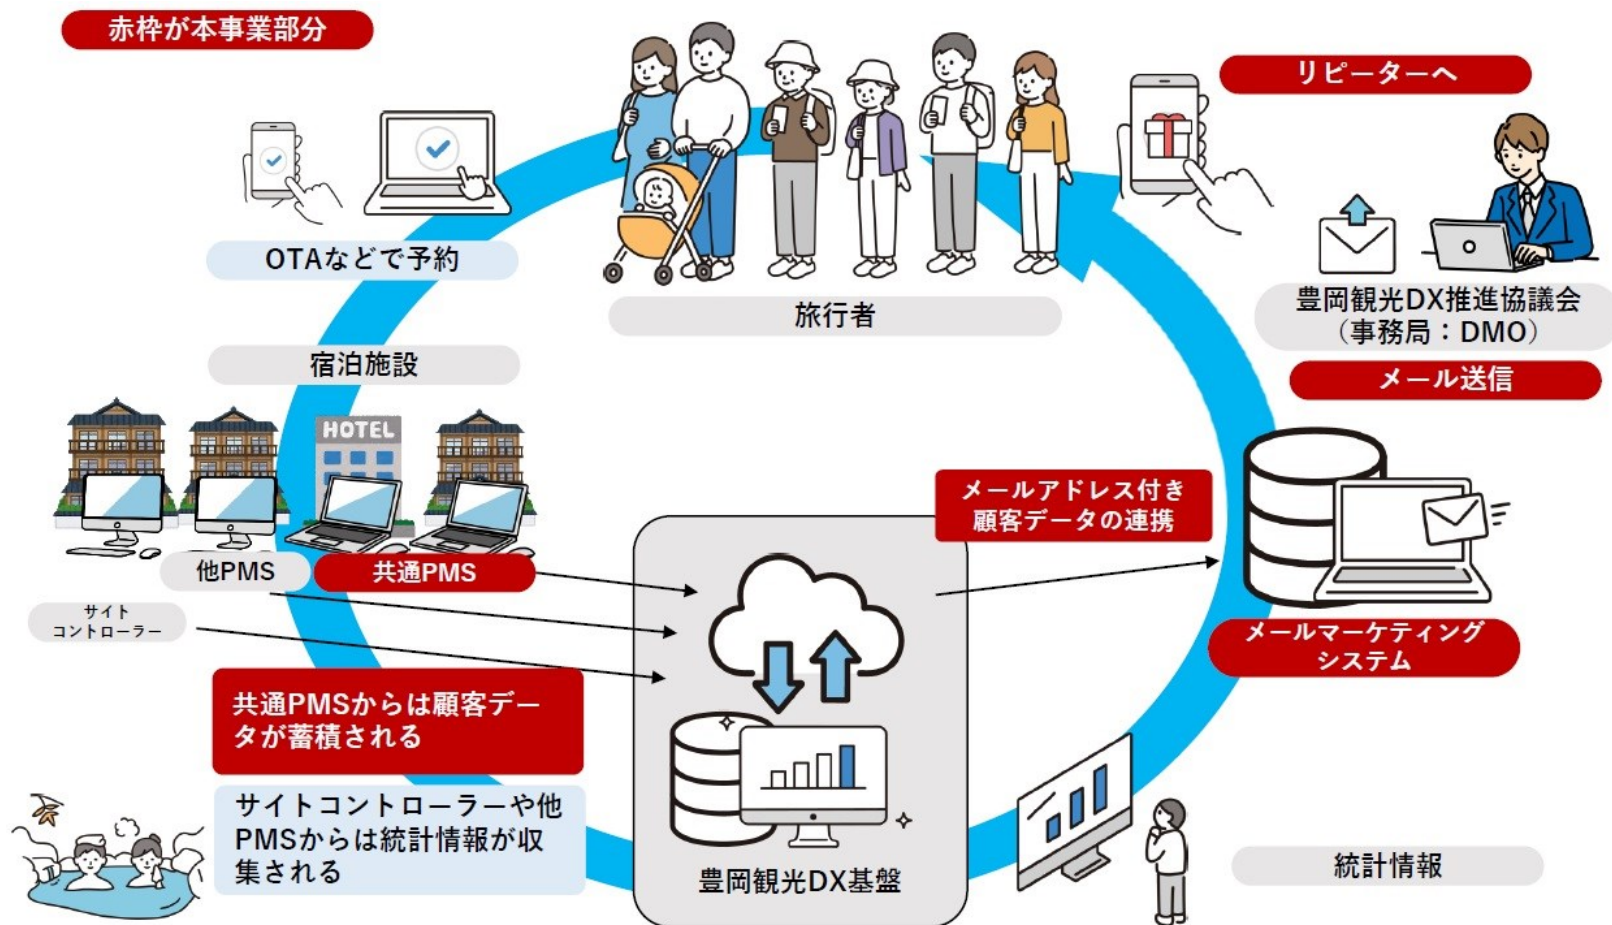 赤枠が本事業部分
リピーターへ
OTAなどで予約
旅行者
豊岡観光DX推進協議会
（事務局：DMO）
メール送信
宿泊施設
HOTEL
他PMS
共通PMS
サイト
コントローラー
メールアドレス付き
顧客データの連携
メールマーケティング
システム
共通PMSからは顧客デー
タが蓄積される
サイトコントローラーや他
PMSからは統計情報が収
集される
豊岡観光DX基盤
統計情報